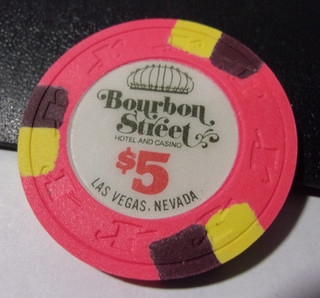 Bourbon
Street
HOTEL AND CASINO
$5
LAS VEGAS, NEVADA